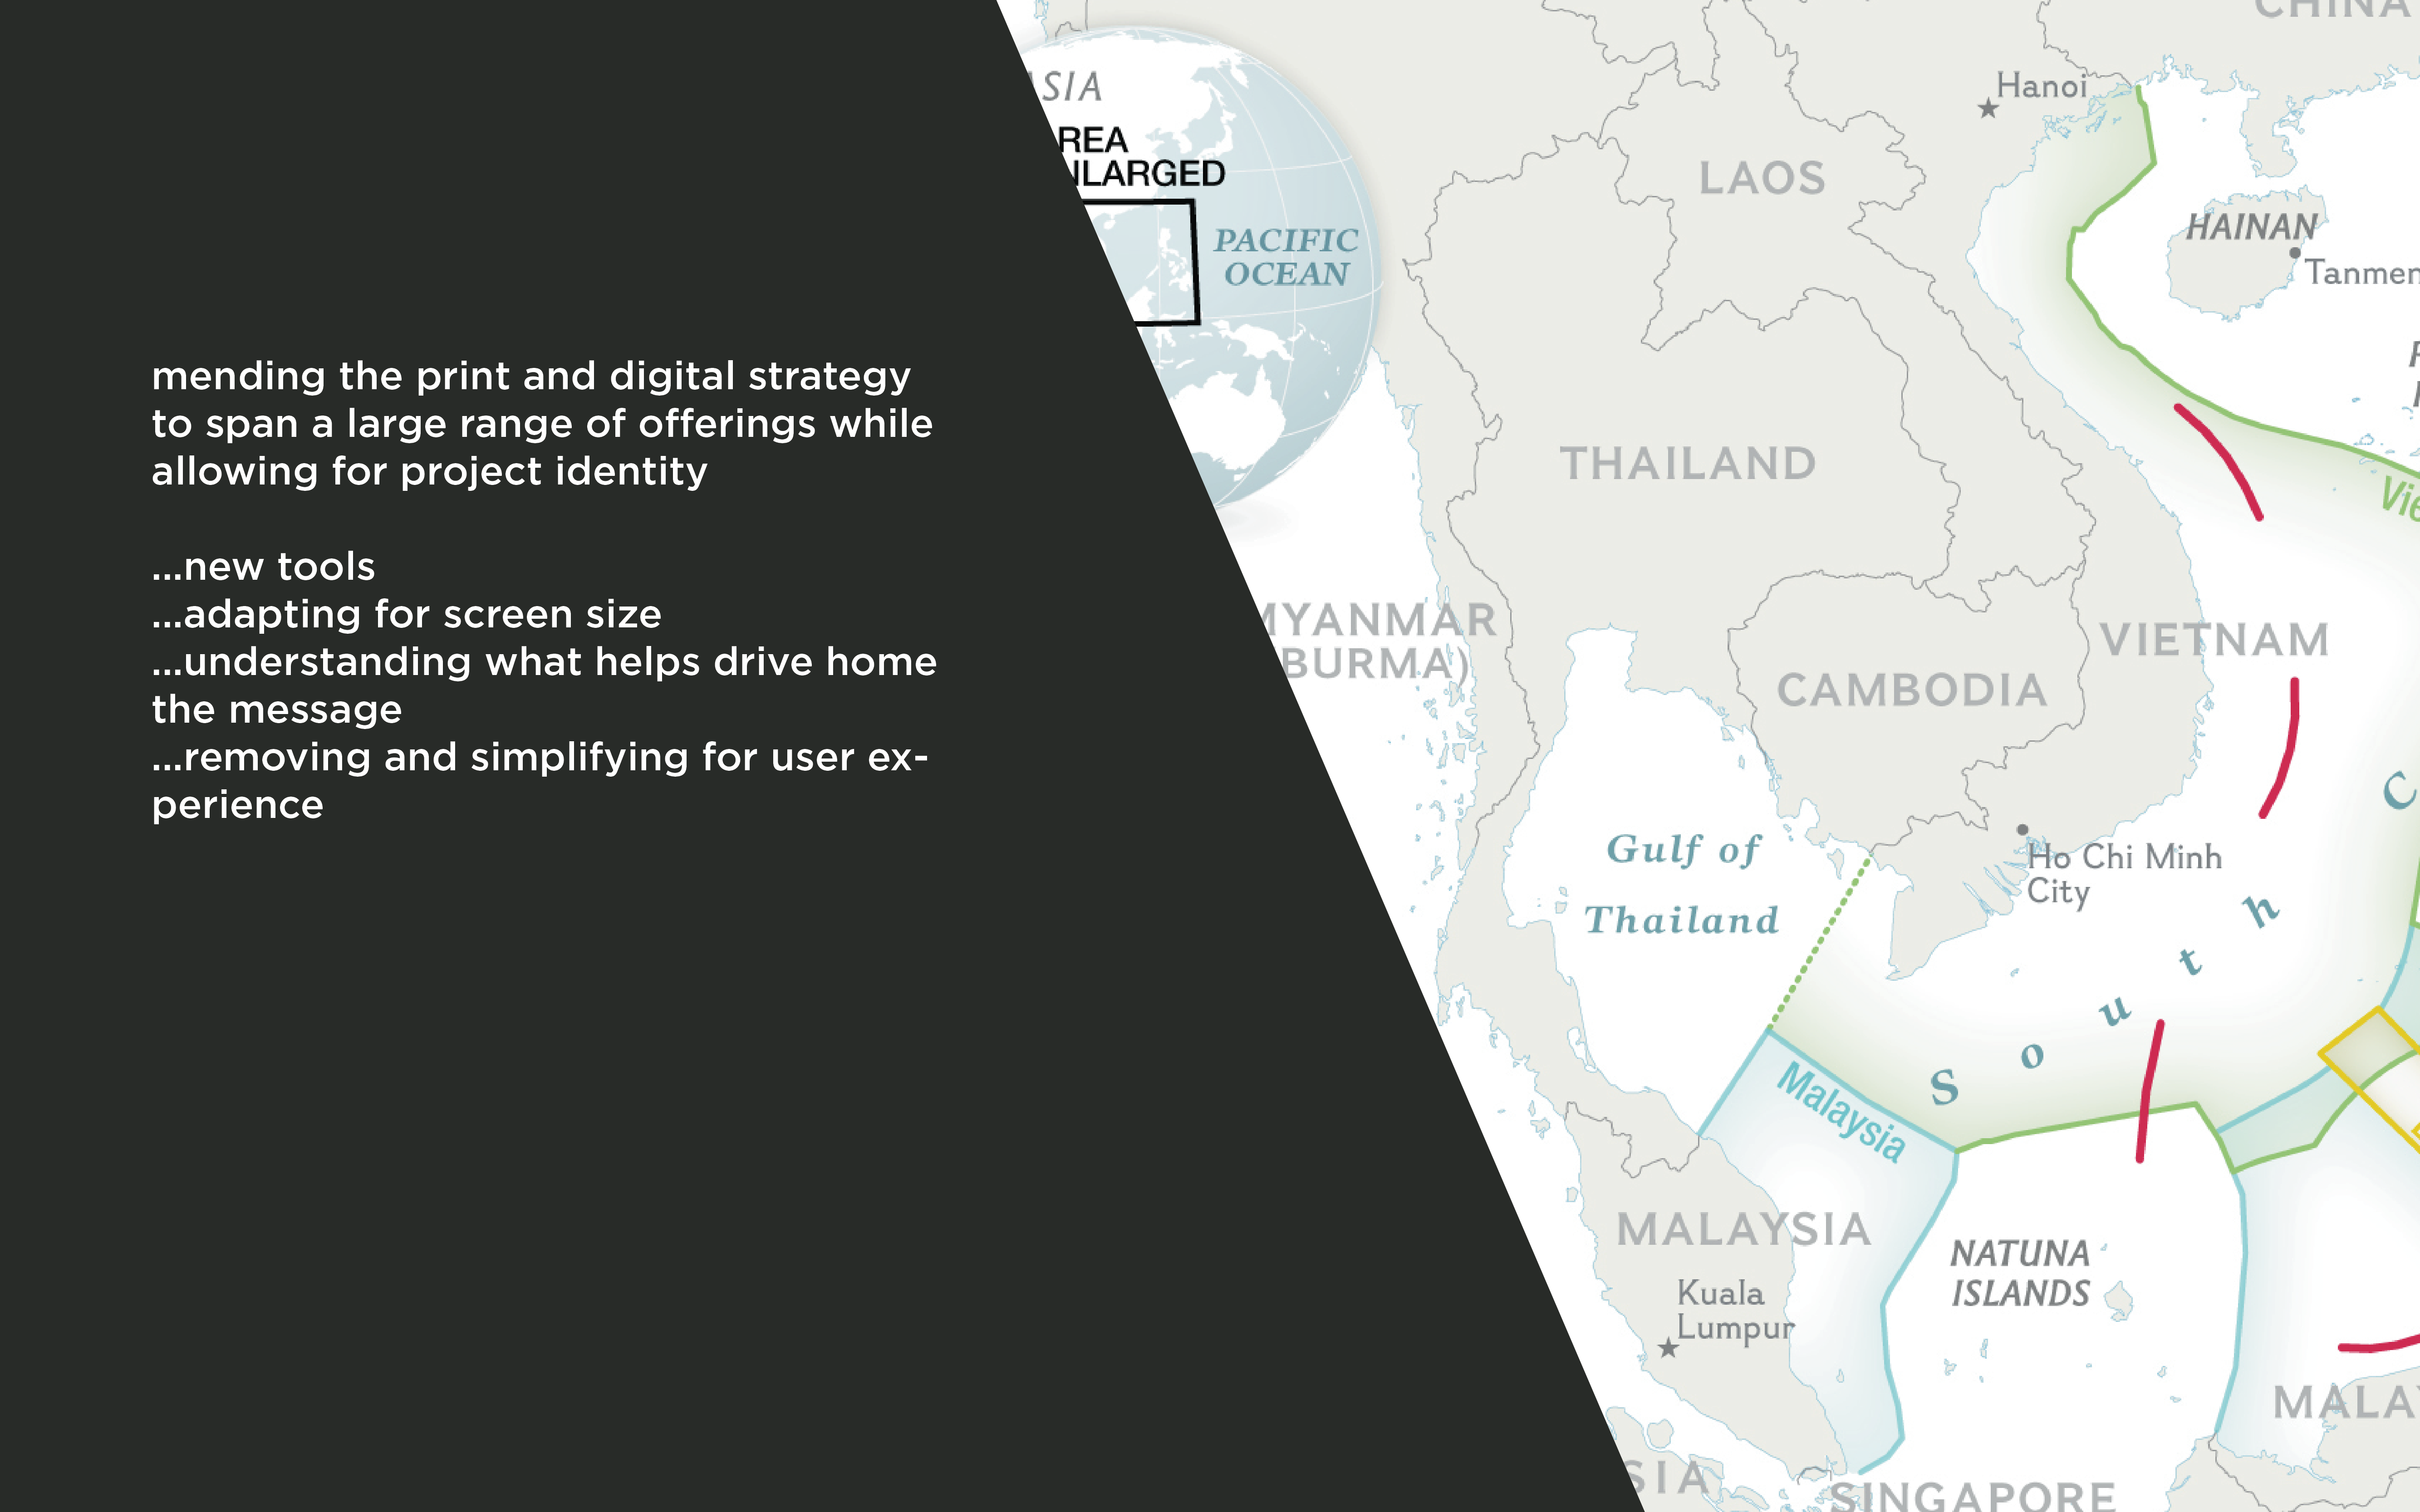 mending the print and digital strategy
to span a large range of offerings while
allowing for project identity
...new tools
...adapting for screen size
...understanding what helps drive home
the message
...removing and simplifying for user ex-
perience
SIA
REA
NLARGED
PACIFIC
OCEAN
CHINA
Hanoi
LAOS
HAINAN
Tanmen
THAILAND
Vie
MYANMAR
BURMA)
VIETNAM
CAMBODIA
C
Gulf of
Thailand
Ho Chi Minh
City
South
Malaysia
MALAYSIA
NATUNA
ISLANDS
Kuala
Lumpur
MALA
SIA
SINGAPORE